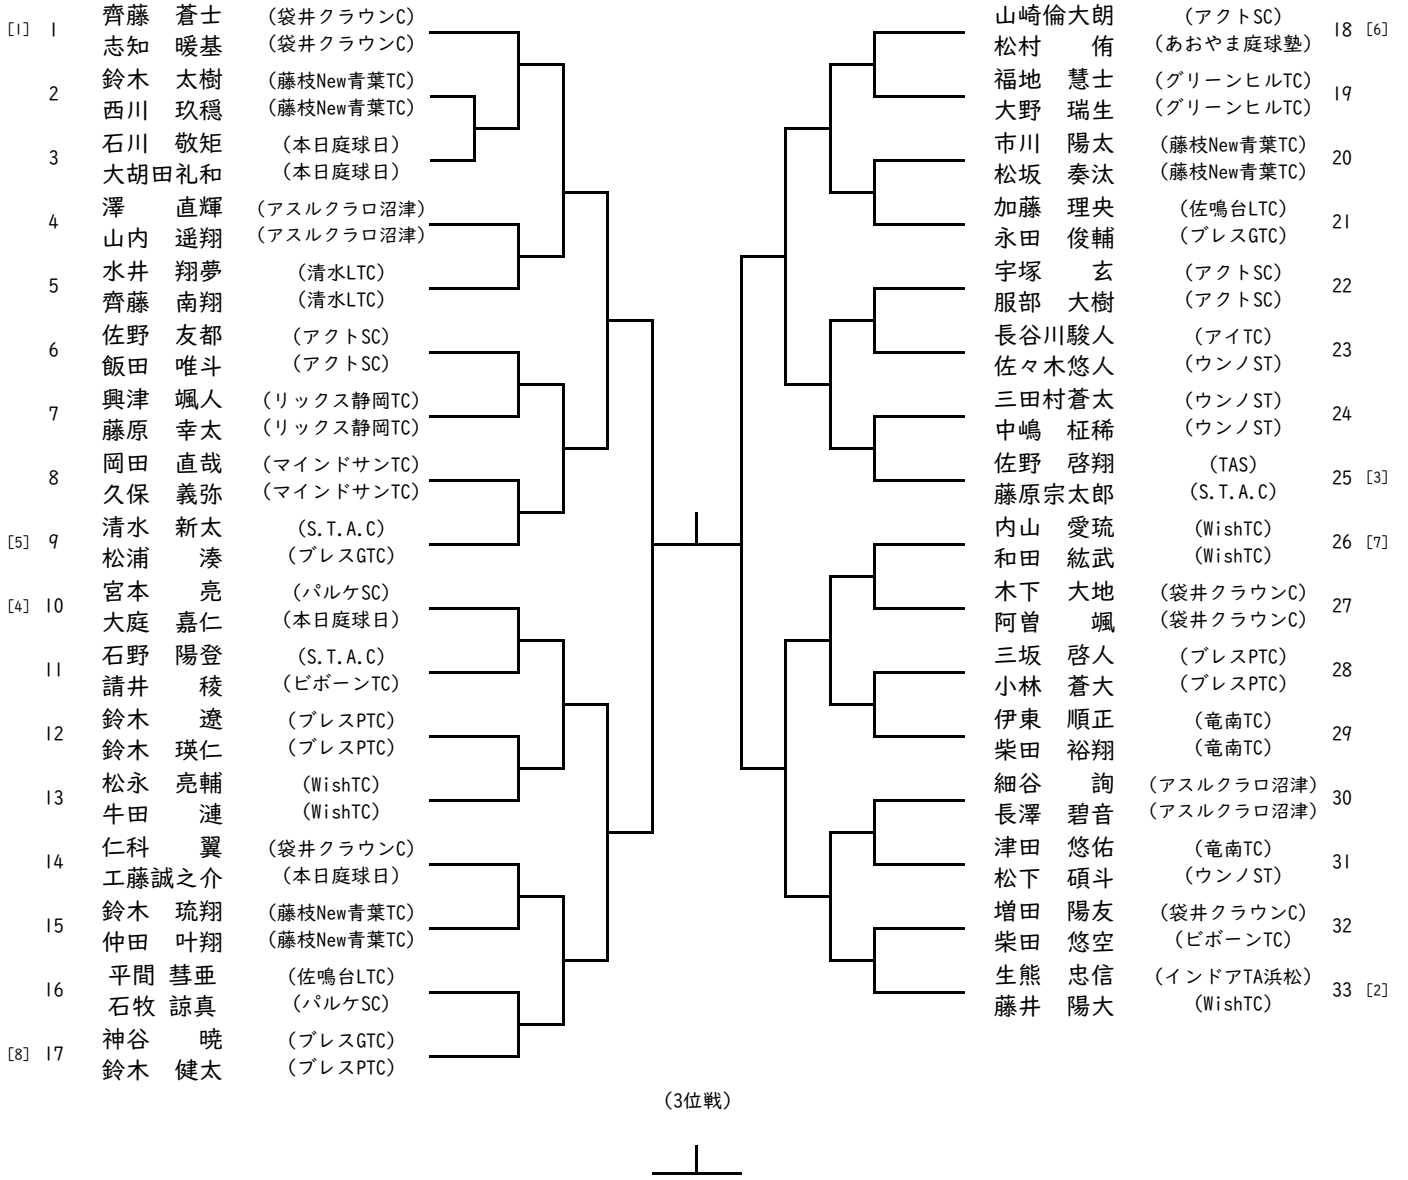 [1] 1 齊藤 蒼士 (袋井クラウンC)
志知 暖基 (袋井クラウンC)
2 鈴木 太樹 (藤枝New青葉TC)
西川 玖穏 (藤枝New青葉TC)
3 石川 敬矩 (本日庭球日)
大胡田礼和 (本日庭球日)
4 澤 直輝 (アスルクラロ沼津)
山内 遥翔 (アスルクラロ沼津)
5 水井 翔夢 (清水LTC)
齊藤 南翔 (清水LTC)
6 佐野 友都 (アクトSC)
飯田 唯斗 (アクトSC)
7 興津 颯人 (リックス静岡TC)
藤原 幸太 (リックス静岡TC)
8 岡田 直哉 (マインドサンTC)
久保 義弥 (マインドサンTC)
[5] 9 清水 新太 (S.T.A.C)
松浦 湊 (ブレスGTC)
[4] 10 宮本 亮 (パルケSC)
大庭 嘉仁 (本日庭球日)
11 石野 陽登 (S.T.A.C)
請井 稜 (ビボーンTC)
12 鈴木 遼 (ブレスPTC)
鈴木 瑛仁 (ブレスPTC)
13 松永 亮輔 (WishTC)
牛田 漣 (WishTC)
14 仁科 翼 (袋井クラウンC)
工藤誠之介 (本日庭球日)
15 鈴木 琉翔 (藤枝New青葉TC)
仲田 叶翔 (藤枝New青葉TC)
16 平間 彗亜 (佐鳴台LTC)
石牧 諒真 (パルケSC)
[8] 17 神谷 暁 (ブレスGTC)
鈴木 健太 (ブレスPTC)
山崎倫大朗 (アクトSC) 18 [6]
松村 侑 (あおやま庭球塾)
福地 慧士 (グリーンヒルTC) 19
大野 瑞生 (グリーンヒルTC)
市川 陽太 (藤枝New青葉TC) 20
松坂 奏汰 (藤枝New青葉TC)
加藤 理央 (佐鳴台LTC) 21
永田 俊輔 (ブレスGTC)
宇塚 玄 (アクトSC) 22
服部 大樹 (アクトSC)
長谷川駿人 (アイTC) 23
佐々木悠人 (ウンノST)
三田村蒼太 (ウンノST) 24
中嶋 柾稀 (ウンノST)
佐野 啓翔 (TAS) 25 [3]
藤原宗太郎 (S.T.A.C)
内山 愛琉 (WishTC) 26 [7]
和田 紘武 (WishTC)
木下 大地 (袋井クラウンC) 27
阿曽 颯 (袋井クラウンC)
三坂 啓人 (ブレスPTC) 28
小林 蒼大 (ブレスPTC)
伊東 順正 (竜南TC) 29
柴田 裕翔 (竜南TC)
細谷 詢 (アスルクラロ沼津) 30
長澤 碧音 (アスルクラロ沼津)
津田 悠佑 (竜南TC) 31
松下 碩斗 (ウンノST)
増田 陽友 (袋井クラウンC) 32
柴田 悠空 (ビボーンTC)
生熊 忠信 (インドアTA浜松) 33 [2]
藤井 陽大 (WishTC)
(3位戦)